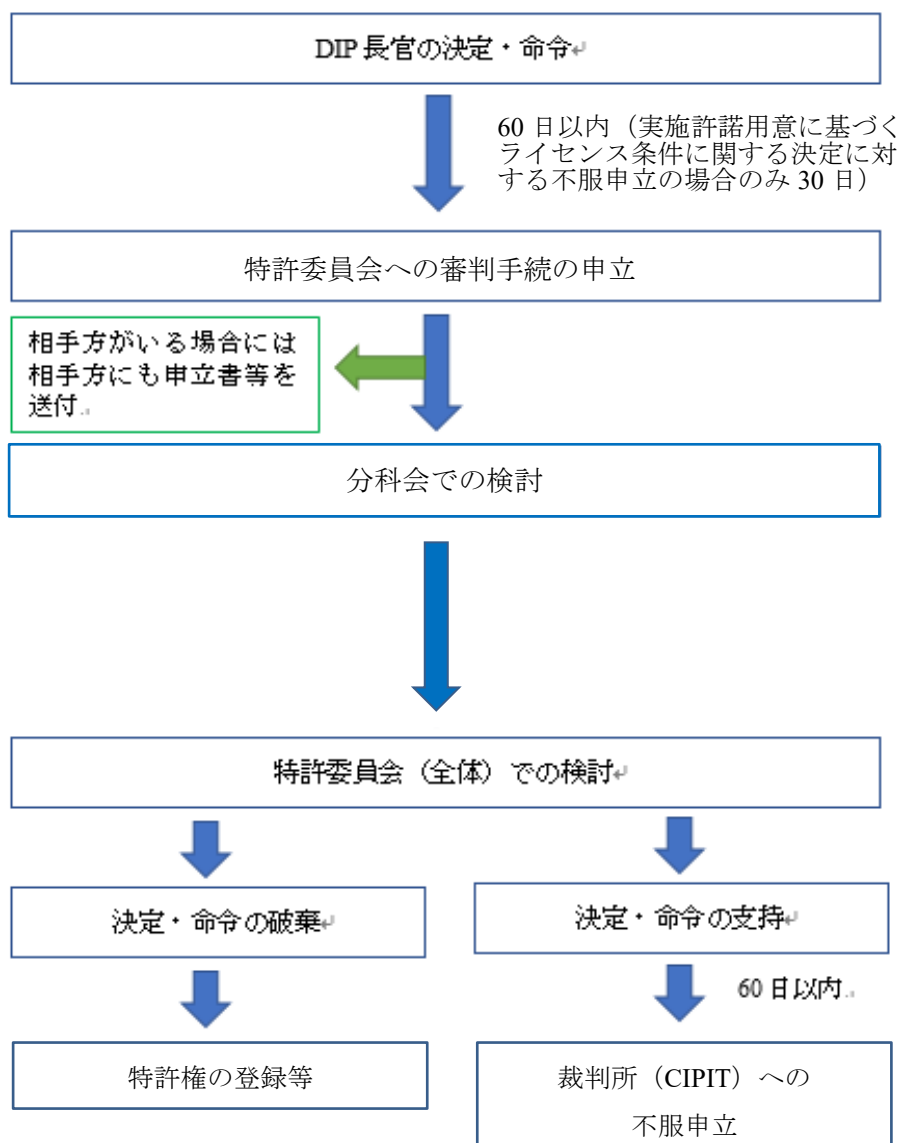 DIP 長官の決定・命令↵
60 日以内（実施許諾用意に基づく
ライセンス条件に関する決定に対
する不服申立の場合のみ 30 日）
特許委員会への審判手続の申立
相手方がいる場合には
相手方にも申立書等を
送付.↵
分科会での検討
特許委員会（全体）での検討↵
決定・命令の破棄↵
決定・命令の支持↵
60 日以内.↵
特許権の登録等
裁判所（CIPIT）への
不服申立